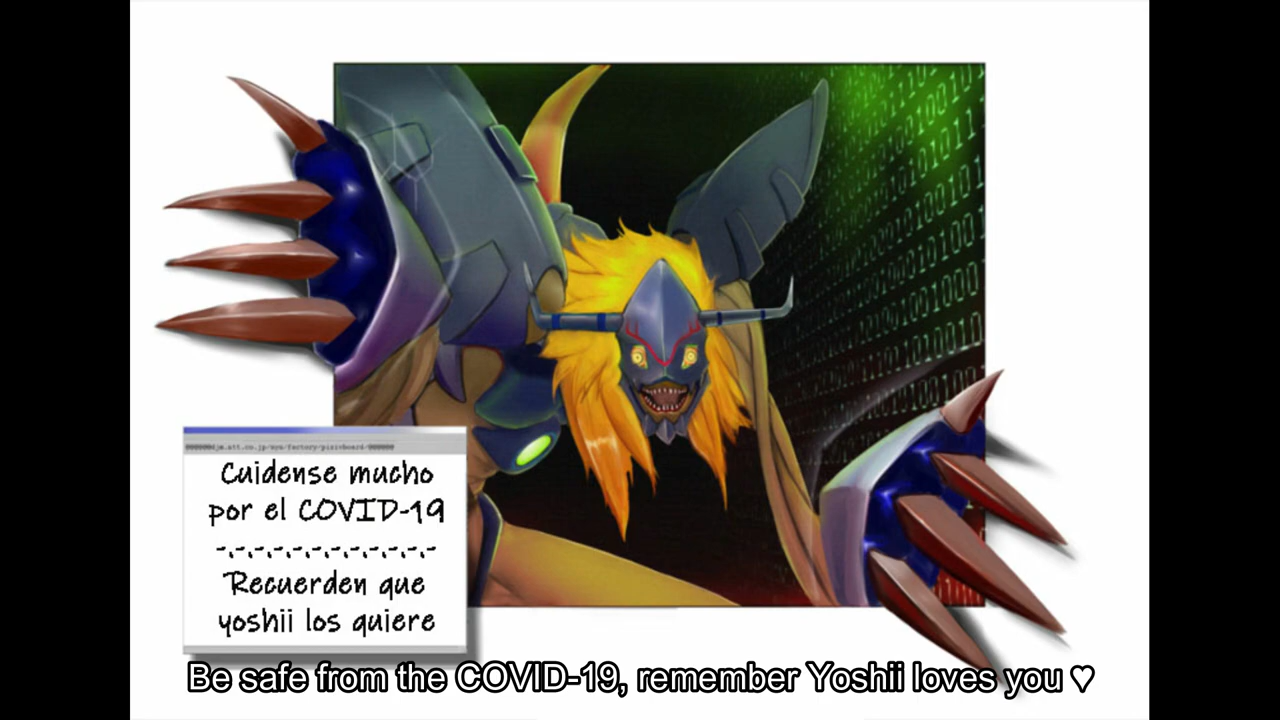 Cuidense mucho
por el COVID-19
-.-.-.-.-.-.-.-.-.-.-.-
Recuerden que
yoshii los quiere
Be safe from the COVID-19, remember Yoshii loves you ♥